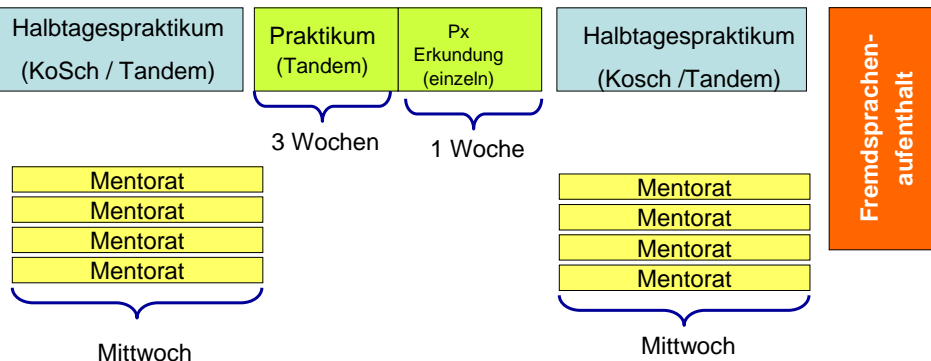 Halbtagespraktikum
(KoSch / Tandem)
Praktikum
(Tandem)
Px
Erkundung
(einzeln)
Halbtagespraktikum
(Kosch /Tandem)
Fremdsprachen-
aufenthalt
3 Wochen
1 Woche
Mentorat
Mentorat
Mentorat
Mentorat
Mittwoch
Mentorat
Mentorat
Mentorat
Mentorat
Mittwoch